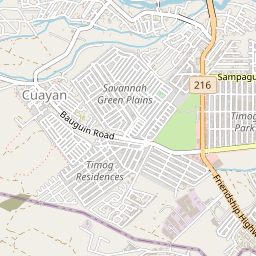 Savannah
Green Plains
216
Sampagu
Cuayan
Bauguin Road
Timog
Park
Timog
Residences
Friendship Highw